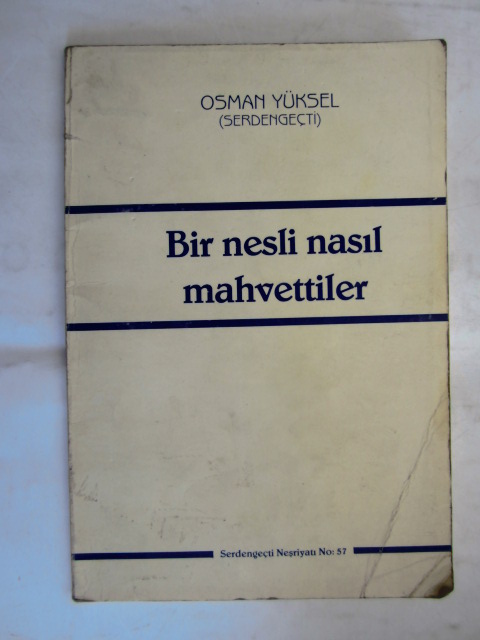 OSMAN YÜKSEL
(SERDENGEÇTİ)
Bir nesli nasıl
mahvettiler
Serdengeçti Neşriyatı No: 57